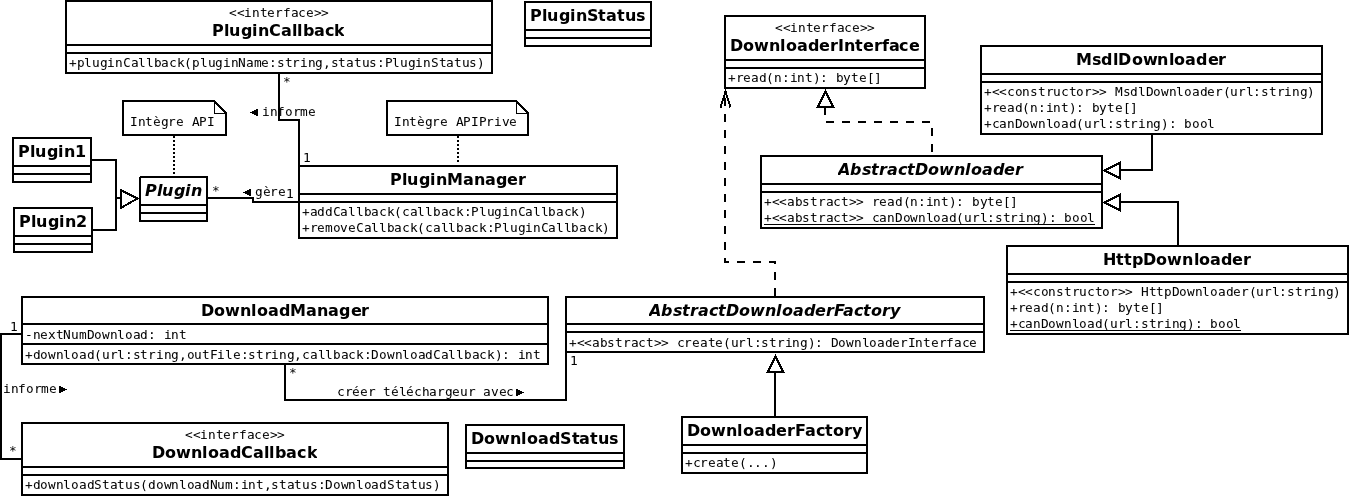 <<interface>>
PluginCallback
+pluginCallback(pluginName:string,status:PluginStatus)
PluginStatus
<<interface>>
DownloaderInterface
+read(n:int): byte[]
MsdlDownloader
+<<constructor>> MsdlDownloader(url:string)
+read(n:int): byte[]
+canDownload(url:string): bool
*
informe
1
Intègre API
Intègre APIPrive
Plugin1
Plugin2
Plugin
*
gère
1
PluginManager
+addCallback(callback:PluginCallback)
+removeCallback(callback:PluginCallback)
AbstractDownloader
+<<abstract>> read(n:int): byte[]
+<<abstract>> canDownload(url:string): bool
HttpDownloader
+<<constructor>> HttpDownloader(url:string)
+read(n:int): byte[]
+canDownload(url:string): bool
DownloadManager
-nextNumDownload: int
+download(url:string,outFile:string,callback:DownloadCallback): int
AbstractDownloaderFactory
+<<abstract>> create(url:string): DownloaderInterface
1
informe
*
*
créer téléchargeur avec
1
<<interface>>
DownloadCallback
+downloadStatus(downloadNum:int,status:DownloadStatus)
DownloadStatus
DownloaderFactory
+create(...)